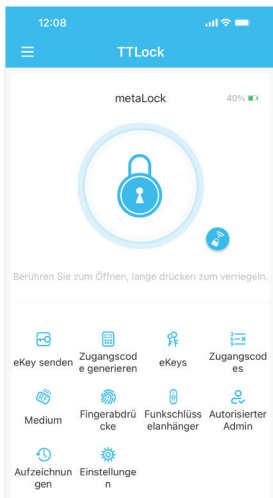 12:08
TTLock
metaLock 40%
Berühren Sie zum Öffnen, lange drücken zum verriegeln.
eKey senden
Zugangscod
e generieren
eKeys
Zugangscod
es
Medium
Fingerabdrü
cke
Funkschlüss
elanhänger
Autorisierter
Admin
Aufzeichnun
gen
Einstellunge
n